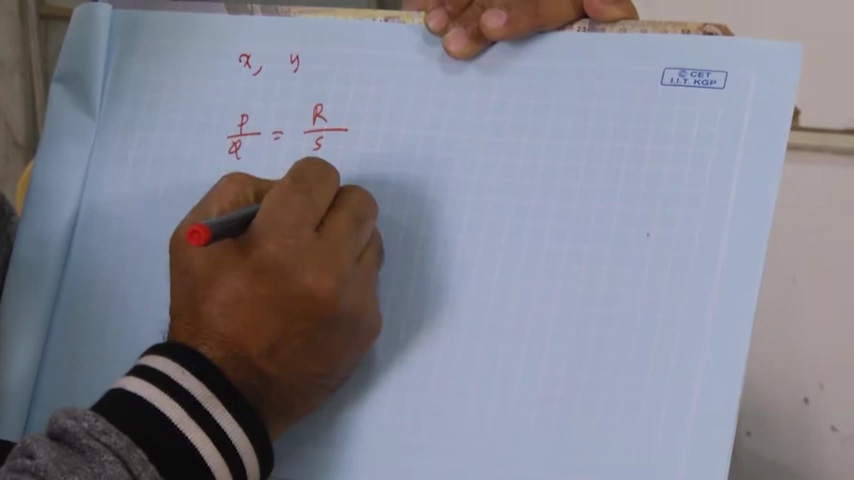 x, y
© CET
I.I.T. KGP
P/Q = R/S